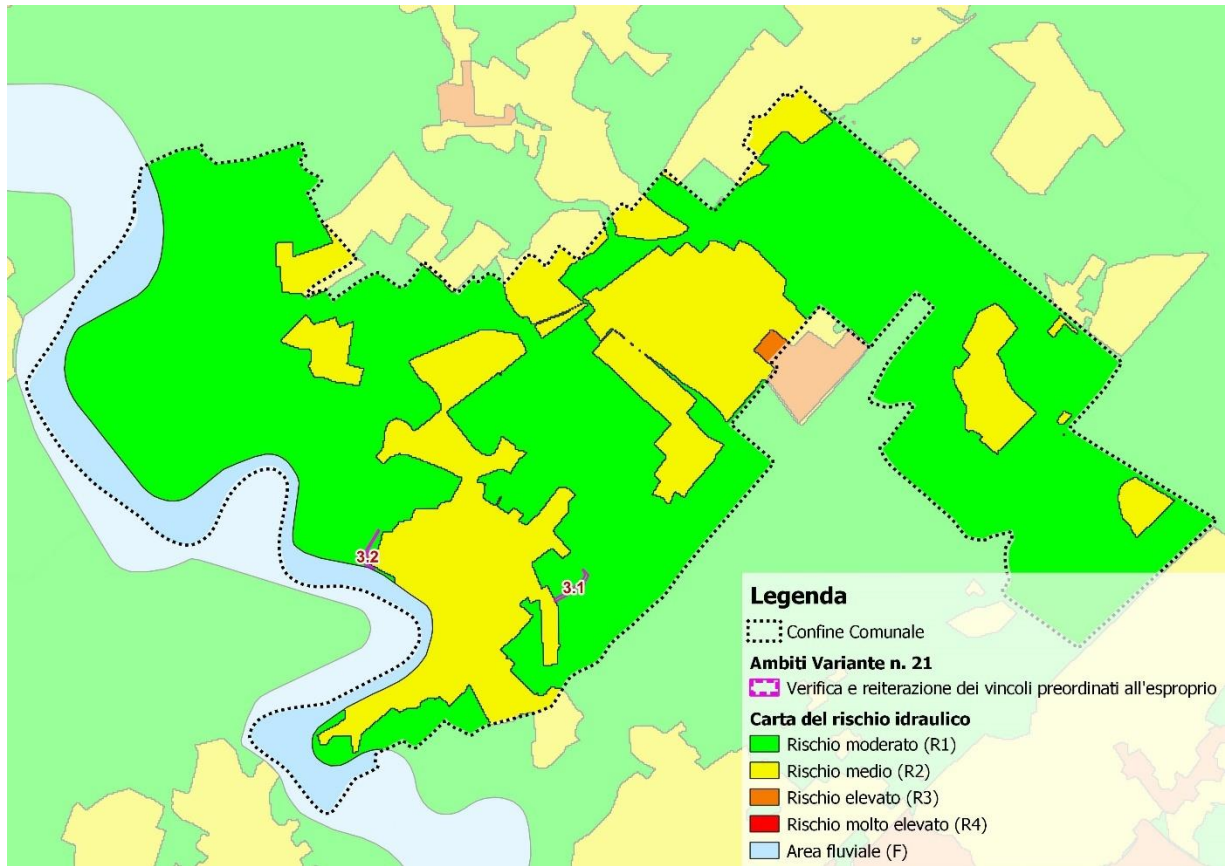 3.2
3.1
Legenda
Confine Comunale
Ambiti Variante n. 21
Verifica e reiterazione dei vincoli preordinati all'esproprio
Carta del rischio idraulico
Rischio moderato (R1)
Rischio medio (R2)
Rischio elevato (R3)
Rischio molto elevato (R4)
Area fluviale (F)